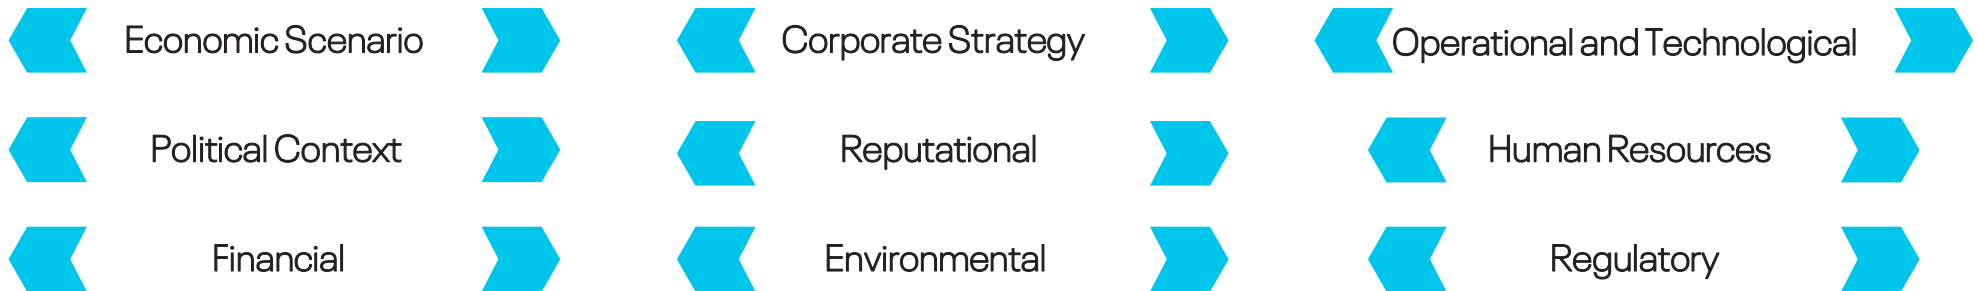 Economic Scenario
Corporate Strategy
Operational and Technological
Political Context
Reputational
Human Resources
Financial
Environmental
Regulatory